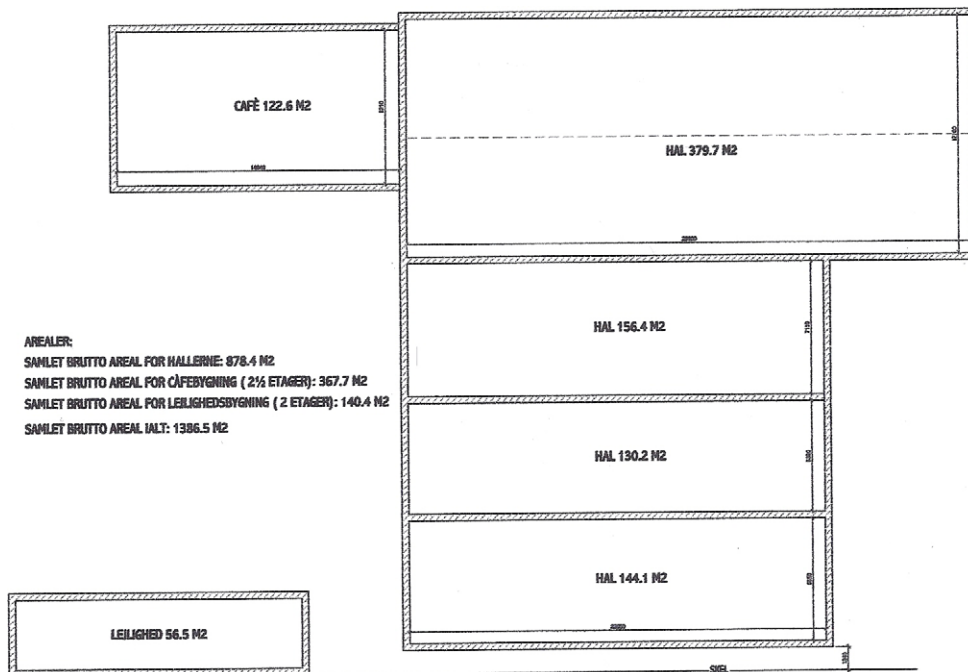 CAFÈ 122.6 M2
HAL 379.7 M2
HAL 156.4 M2
AREALER:
SAMLET BRUTTO AREAL FOR HALLERNE: 878.4 M2
SAMLET BRUTTO AREAL FOR CÀFEBYGNING ( 2½ ETAGER): 367.7 M2
SAMLET BRUTTO AREAL FOR LEJLIGHEDSBYGNING ( 2 ETAGER): 140.4 M2
SAMLET BRUTTO AREAL IALT: 1386.5 M2
HAL 130.2 M2
HAL 144.1 M2
LEJLIGHED 56.5 M2
SKEL